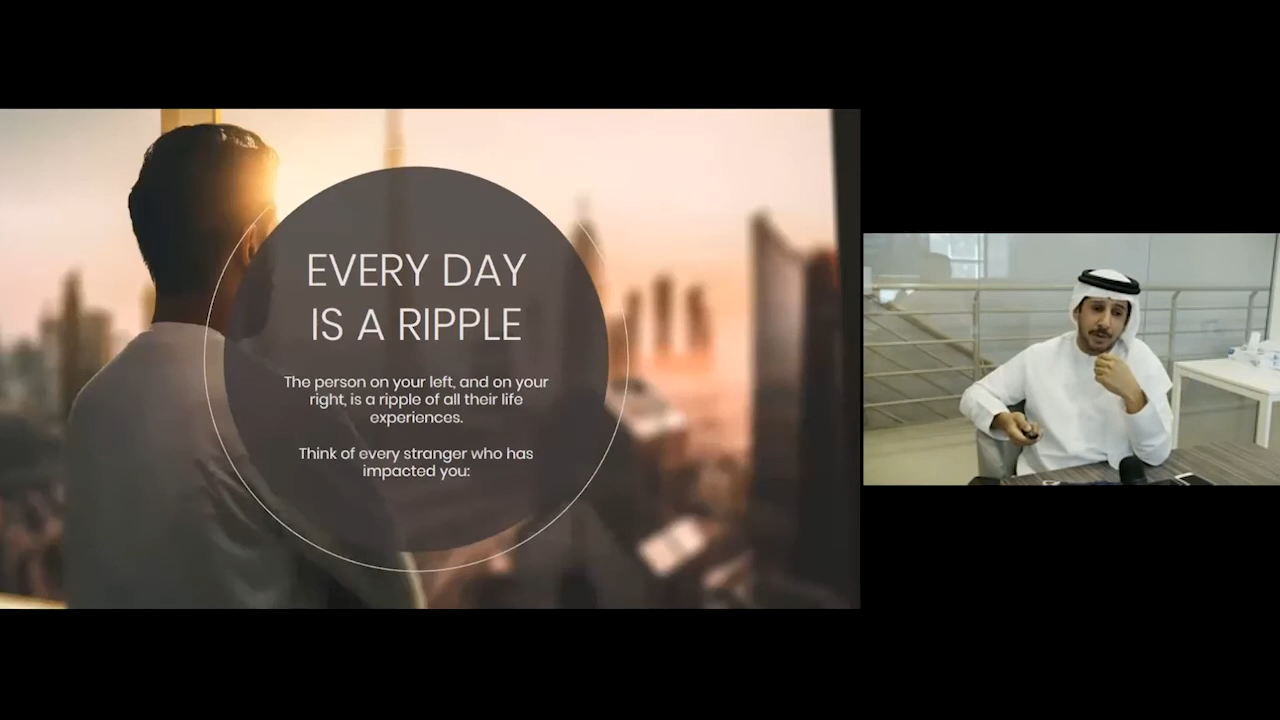 EVERY DAY
IS A RIPPLE
The person on your left, and on your
right, is a ripple of all their life
experiences.
Think of every stranger who has
impacted you: